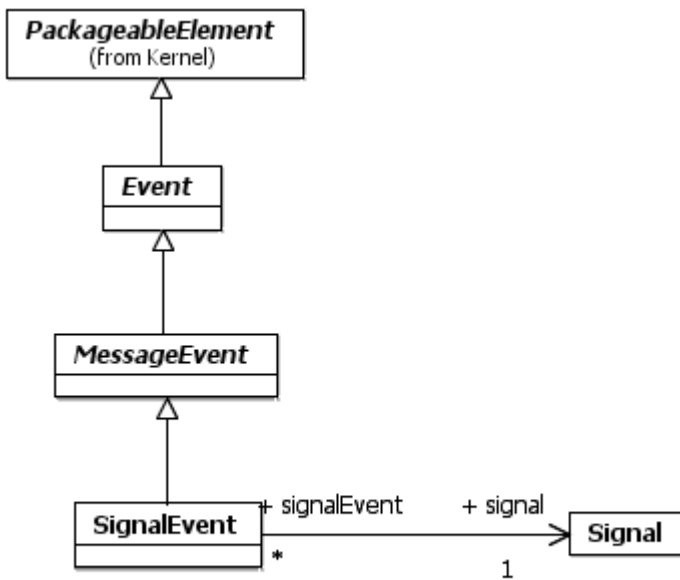 PackageableElement
(from Kernel)
Event
MessageEvent
SignalEvent
+ signalEvent
*
+ signal
1
Signal